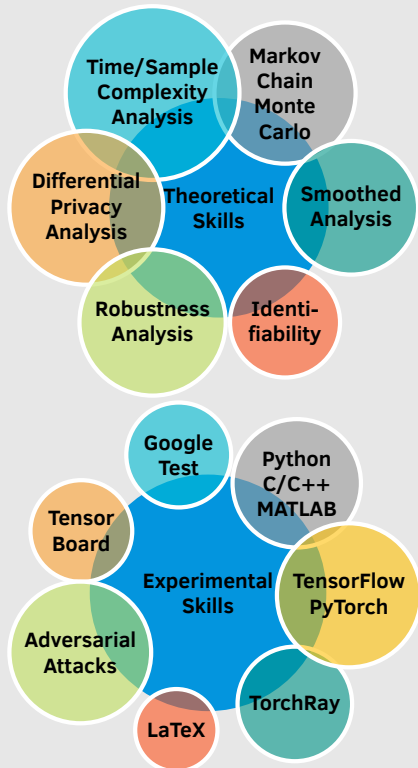 Time/Sample
Complexity
Analysis
Markov
Chain
Monte
Carlo
Differential
Privacy
Analysis
Theoretical
Skills
Smoothed
Analysis
Robustness
Analysis
Identi-
fiability
Google
Test
Python
C/C++
MATLAB
Tensor
Board
Experimental
Skills
TensorFlow
PyTorch
Adversarial
Attacks
TorchRay
LaTeX